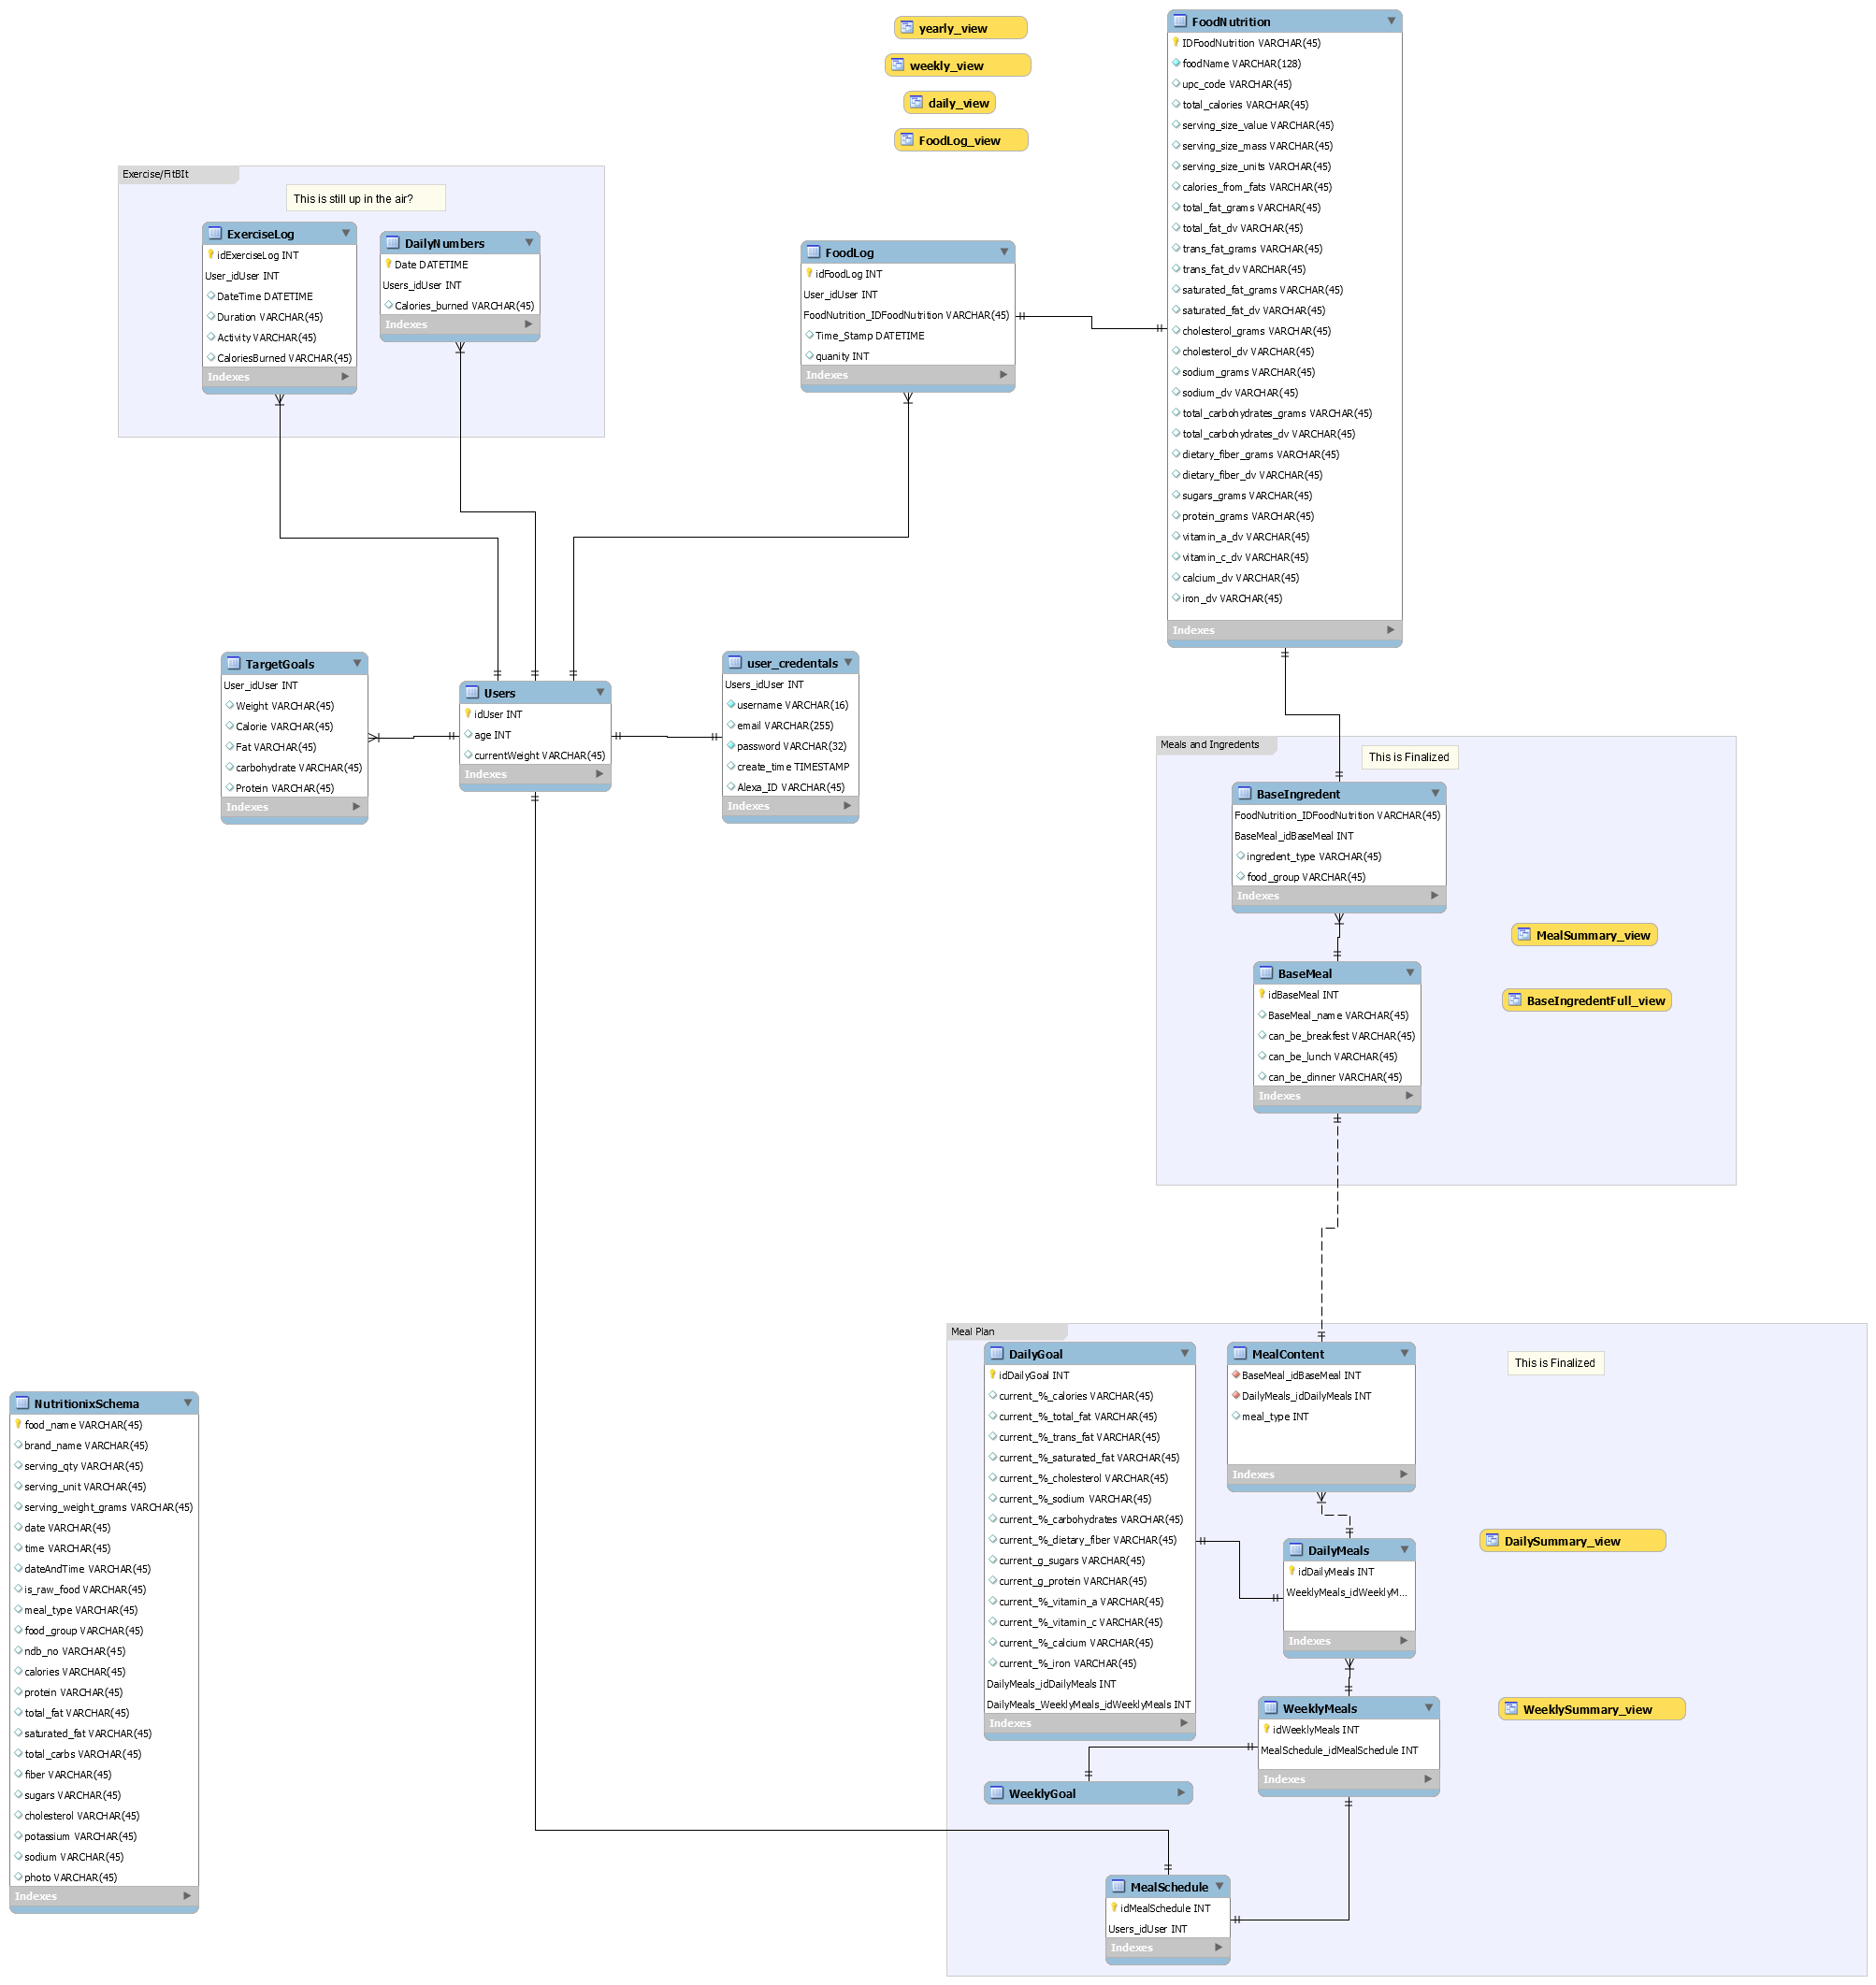 yearly_view
weekly_view
daily_view
FoodLog_view
FoodNutrition
IDFoodNutrition VARCHAR(45)
foodName VARCHAR(128)
upc_code VARCHAR(45)
total_calories VARCHAR(45)
serving_size_value VARCHAR(45)
serving_size_mass VARCHAR(45)
serving_size_units VARCHAR(45)
calories_from_fats VARCHAR(45)
total_fat_grams VARCHAR(45)
total_fat_dv VARCHAR(45)
trans_fat_grams VARCHAR(45)
trans_fat_dv VARCHAR(45)
saturated_fat_grams VARCHAR(45)
saturated_fat_dv VARCHAR(45)
cholesterol_grams VARCHAR(45)
cholesterol_dv VARCHAR(45)
sodium_grams VARCHAR(45)
sodium_dv VARCHAR(45)
total_carbohydrates_grams VARCHAR(45)
total_carbohydrates_dv VARCHAR(45)
dietary_fiber_grams VARCHAR(45)
dietary_fiber_dv VARCHAR(45)
sugars_grams VARCHAR(45)
protein_grams VARCHAR(45)
vitamin_a_dv VARCHAR(45)
vitamin_c_dv VARCHAR(45)
calcium_dv VARCHAR(45)
iron_dv VARCHAR(45)
Indexes
Exercise/FitBIt
This is still up in the air?
ExerciseLog
idExerciseLog INT
User_idUser INT
DateTime DATETIME
Duration VARCHAR(45)
Activity VARCHAR(45)
CaloriesBurned VARCHAR(45)
Indexes
DailyNumbers
Date DATETIME
Users_idUser INT
Calories_burned VARCHAR(45)
Indexes
FoodLog
idFoodLog INT
User_idUser INT
FoodNutrition_IDFoodNutrition VARCHAR(45)
Time_Stamp DATETIME
quanity INT
Indexes
TargetGoals
User_idUser INT
Weight VARCHAR(45)
Calorie VARCHAR(45)
Fat VARCHAR(45)
carbohydrate VARCHAR(45)
Protein VARCHAR(45)
Indexes
Users
idUser INT
age INT
currentWeight VARCHAR(45)
Indexes
user_credentals
Users_idUser INT
username VARCHAR(16)
email VARCHAR(255)
password VARCHAR(32)
create_time TIMESTAMP
Alexa_ID VARCHAR(45)
Indexes
Meals and Ingredents
This is Finalized
BaseIngredent
FoodNutrition_IDFoodNutrition VARCHAR(45)
BaseMeal_idBaseMeal INT
ingredent_type VARCHAR(45)
food_group VARCHAR(45)
Indexes
MealSummary_view
BaseMeal
idBaseMeal INT
BaseMeal_name VARCHAR(45)
can_be_breakfest VARCHAR(45)
can_be_lunch VARCHAR(45)
can_be_dinner VARCHAR(45)
Indexes
BaseIngredentFull_view
Meal Plan
DailyGoal
idDailyGoal INT
current_%_calories VARCHAR(45)
current_%_total_fat VARCHAR(45)
current_%_trans_fat VARCHAR(45)
current_%_saturated_fat VARCHAR(45)
current_%_cholesterol VARCHAR(45)
current_%_sodium VARCHAR(45)
current_%_carbohydrates VARCHAR(45)
current_%_dietary_fiber VARCHAR(45)
current_g_sugars VARCHAR(45)
current_g_protein VARCHAR(45)
current_%_vitamin_a VARCHAR(45)
current_%_vitamin_c VARCHAR(45)
current_%_calcium VARCHAR(45)
current_%_iron VARCHAR(45)
DailyMeals_idDailyMeals INT
DailyMeals_WeeklyMeals_idWeeklyMeals INT
Indexes
MealContent
BaseMeal_idBaseMeal INT
DailyMeals_idDailyMeals INT
meal_type INT
Indexes
This is Finalized
DailyMeals
idDailyMeals INT
WeeklyMeals_idWeeklyM...
Indexes
DailySummary_view
WeeklyMeals
idWeeklyMeals INT
MealSchedule_idMealSchedule INT
Indexes
WeeklySummary_view
WeeklyGoal
MealSchedule
idMealSchedule INT
Users_idUser INT
Indexes
NutritionixSchema
food_name VARCHAR(45)
brand_name VARCHAR(45)
serving_qty VARCHAR(45)
serving_unit VARCHAR(45)
serving_weight_grams VARCHAR(45)
date VARCHAR(45)
time VARCHAR(45)
dateAndTime VARCHAR(45)
is_raw_food VARCHAR(45)
meal_type VARCHAR(45)
food_group VARCHAR(45)
ndb_no VARCHAR(45)
calories VARCHAR(45)
protein VARCHAR(45)
total_fat VARCHAR(45)
saturated_fat VARCHAR(45)
total_carbs VARCHAR(45)
fiber VARCHAR(45)
sugars VARCHAR(45)
cholesterol VARCHAR(45)
potassium VARCHAR(45)
sodium VARCHAR(45)
photo VARCHAR(45)
Indexes